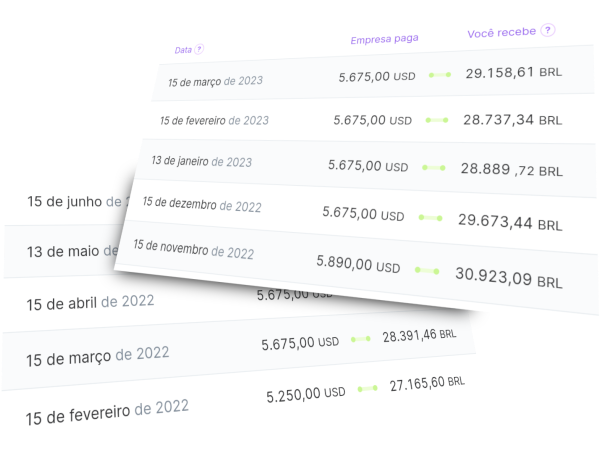 Data ? Empresa paga Você recebe ?
15 de março de 2023 5.675,00 USD 29.158,61 BRL
15 de fevereiro de 2023 5.675,00 USD 28.737,34 BRL
13 de janeiro de 2023 5.675,00 USD 28.889 ,72 BRL
15 de dezembro de 2022 5.675,00 USD 29.673,44 BRL
15 de novembro de 2022 5.890,00 USD 30.923,09 BRL
15 de junho de
13 de maio de
15 de abril de 2022 5.675,00 USD
15 de março de 2022 5.675,00 USD 28.391,46 BRL
15 de fevereiro de 2022 5.250,00 USD 27.165,60 BRL